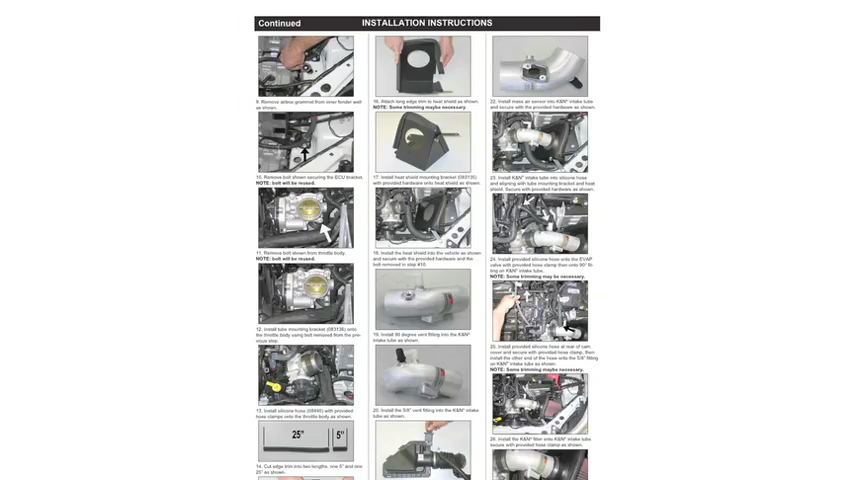 Continued
INSTALLATION INSTRUCTIONS
9. Remove airbox grommet from inner fender well
as shown.
10. Remove bolt shown securing the ECU bracket.
NOTE: bolt will be reused.
11. Remove bolt shown from throttle body.
NOTE: bolt will be reused.
12. Install tube mounting bracket (083136) onto
the throttle body using bolt removed from the pre-
vious step.
13. Install silicone hose (08440) with provided
hose clamps onto the throttle body as shown.
25"
5"
14. Cut edge trim into two lengths, one 5" and one
25" as shown.
16. Attach long edge trim to heat shield as shown.
NOTE: Some trimming maybe necessary.
17. Install heat shield mounting bracket (083135)
with provided hardware onto heat shield as shown.
18. Install the heat shield into the vehicle as shown
and secure with the provided hardware and the
bolt removed in step #10.
19. Install 90 degree vent fitting into the K&N®
intake tube as shown.
20. Install the 5/8" vent fitting into the K&N® intake
tube as shown.
22. Install mass air sensor into K&N® intake tube
and secure with the provided hardware as shown.
23. Install K&N® intake tube into silicone hose
and aligning with tube mounting bracket and heat
shield. Secure with provided hardware as shown.
24. Install provided silicone hose onto the EVAP
valve with provided hose clamp then onto 90° fit-
ting on K&N® intake tube.
NOTE: Some trimming may be necessary.
25. Install provided silicone hose at rear of cam
cover and secure with provided hose clamp, then
install the other end of the hose onto the 5/8" fitting
on K&N® intake tube as shown.
NOTE: Some trimming maybe necessary.
26. Install the K&N® filter onto K&N® intake tube
secure with provided hose clamp as shown.